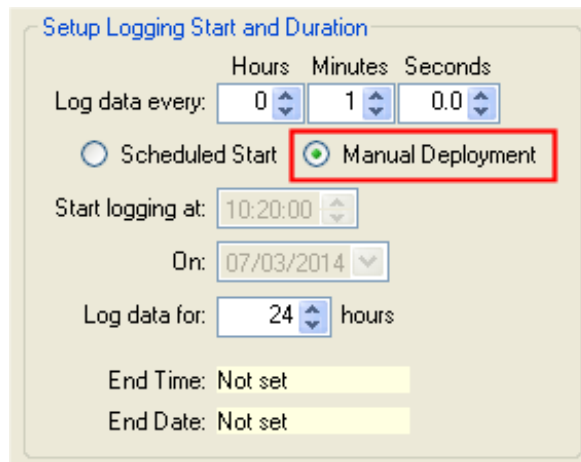 Setup Logging Start and Duration
Hours Minutes Seconds
Log data every: 0 1 0.0
Scheduled Start Manual Deployment
Start logging at: 10:20:00
On: 07/03/2014
Log data for: 24 hours
End Time: Not set
End Date: Not set